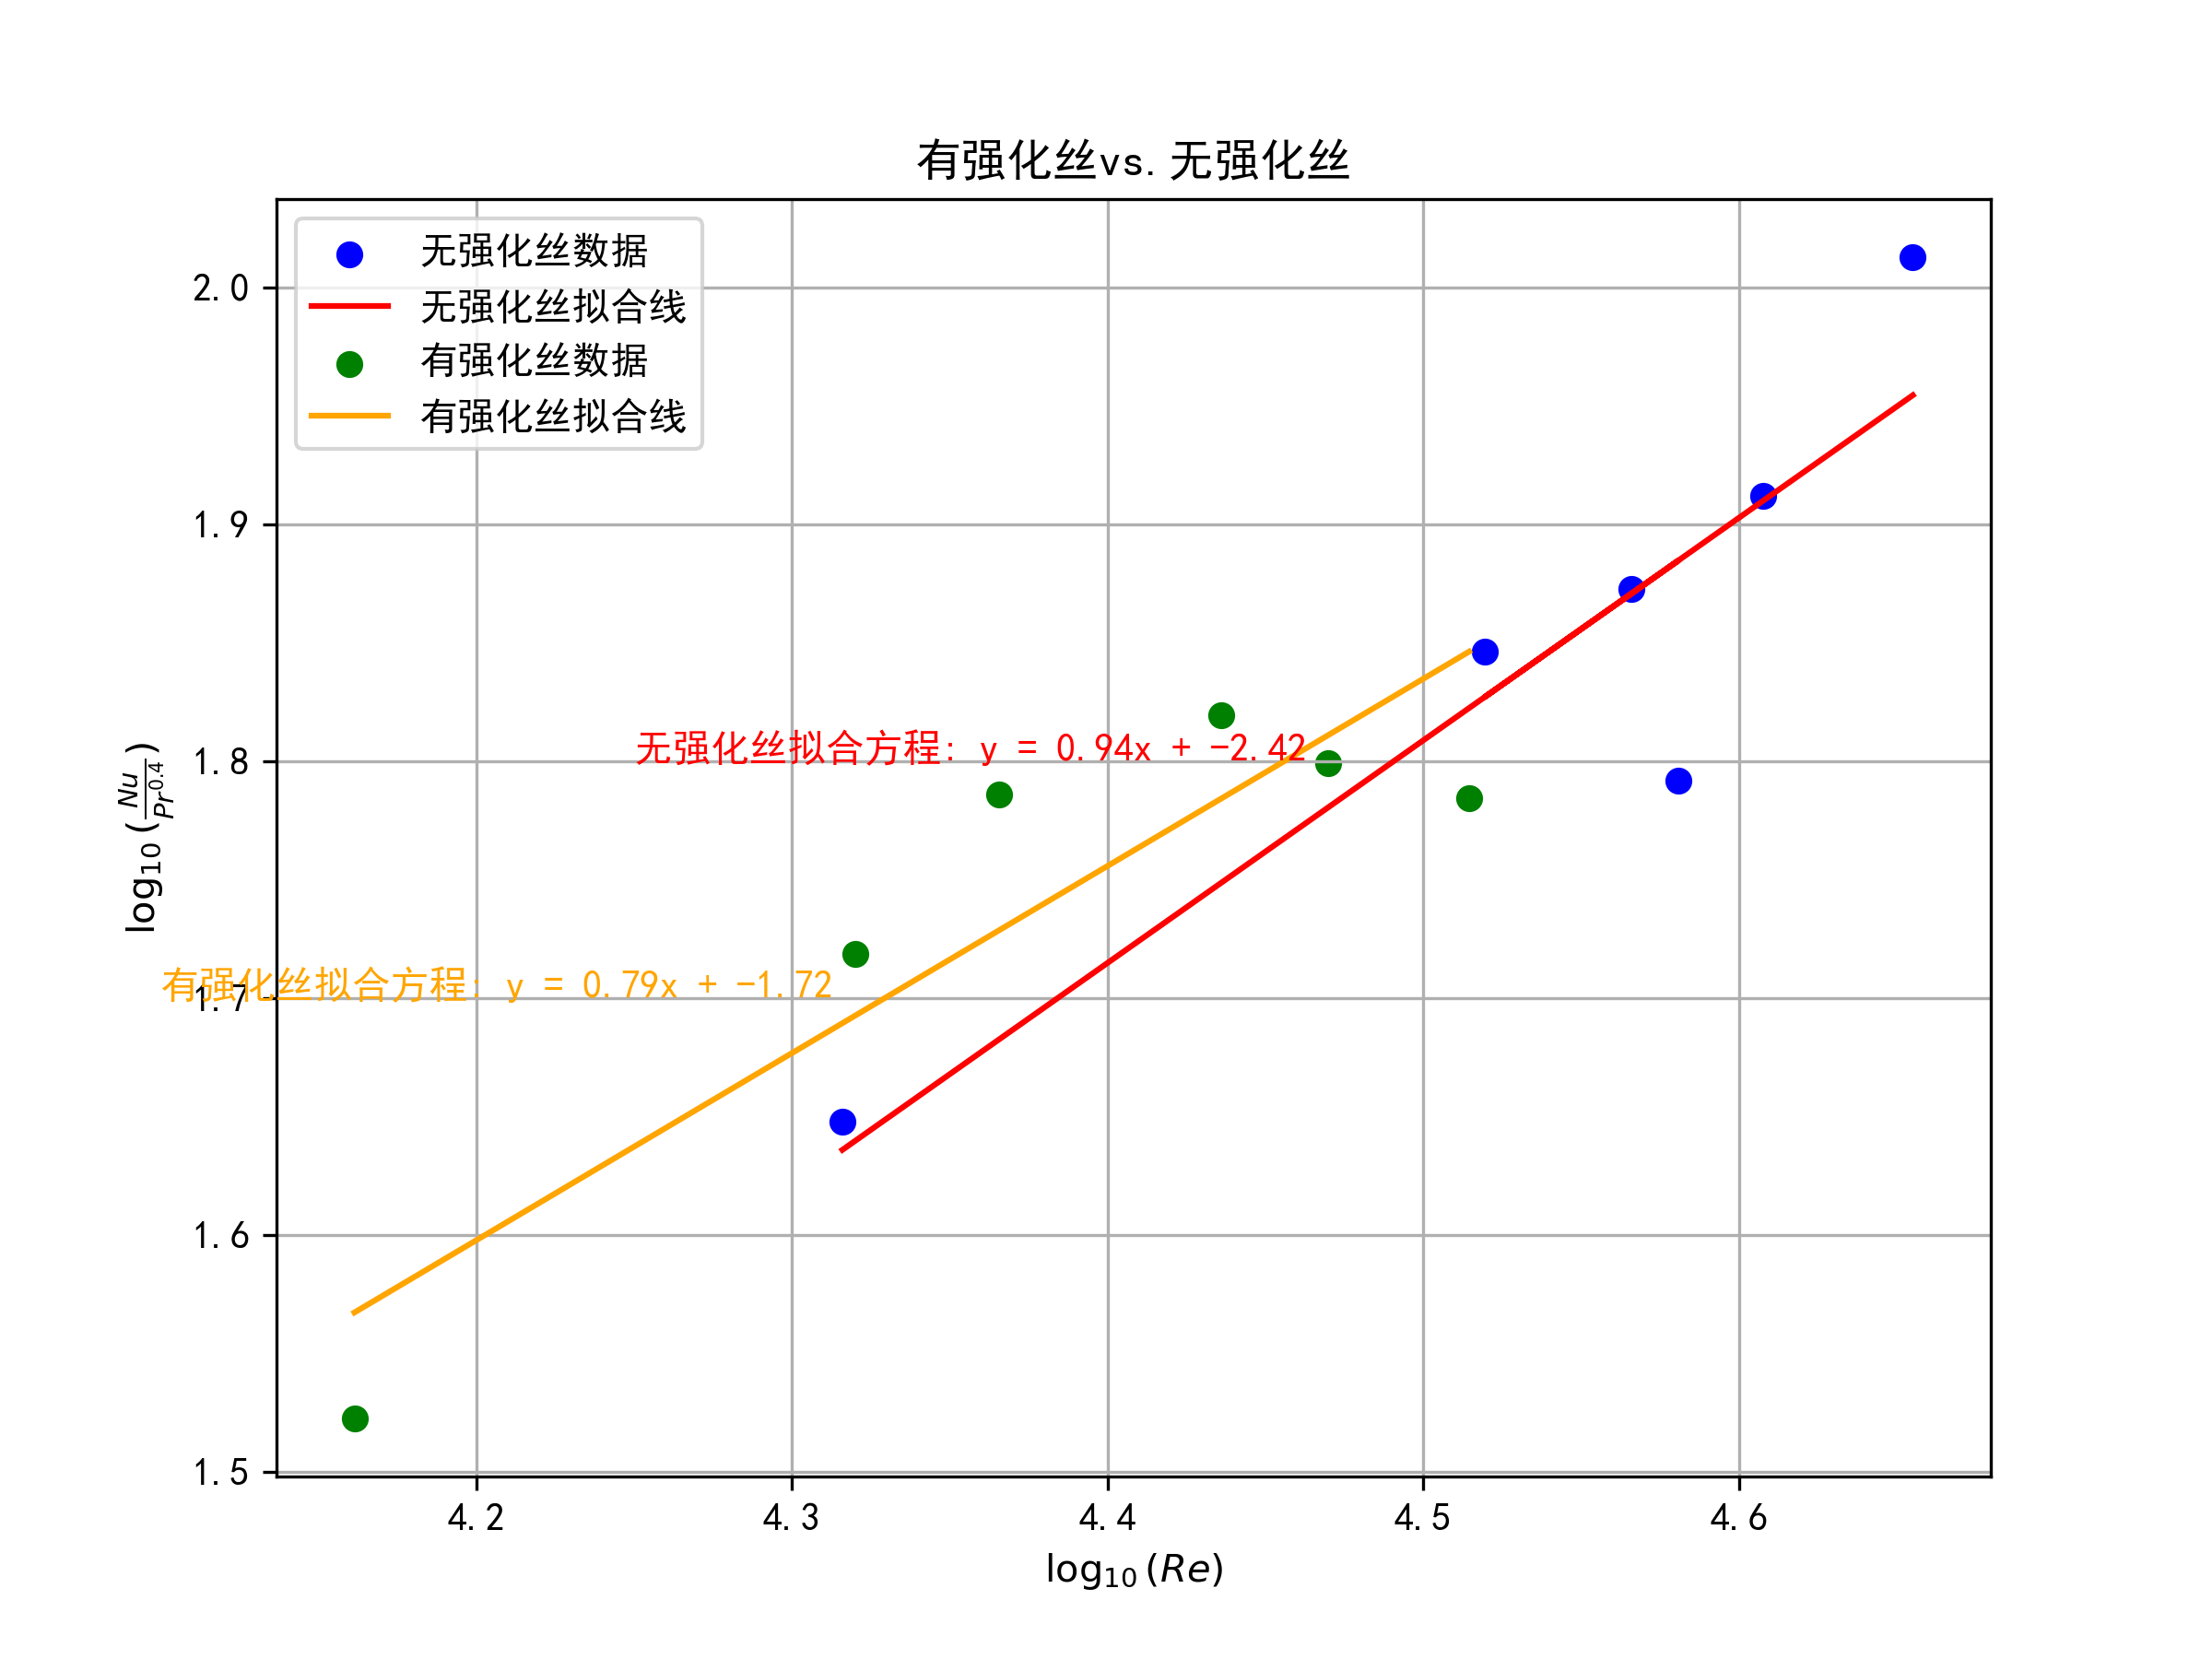 有强化丝vs.无强化丝
无强化丝数据
无强化丝拟合线
有强化丝数据
有强化丝拟合线
2.0
1.9
1.8
1.7
1.6
1.5
无强化丝拟合方程: y = 0.94x + −2.42
有强化丝拟合方程: y = 0.79x + −1.72
log₁₀(Nu/Pr⁰·⁴)
4.2 4.3 4.4 4.5 4.6
log₁₀(Re)